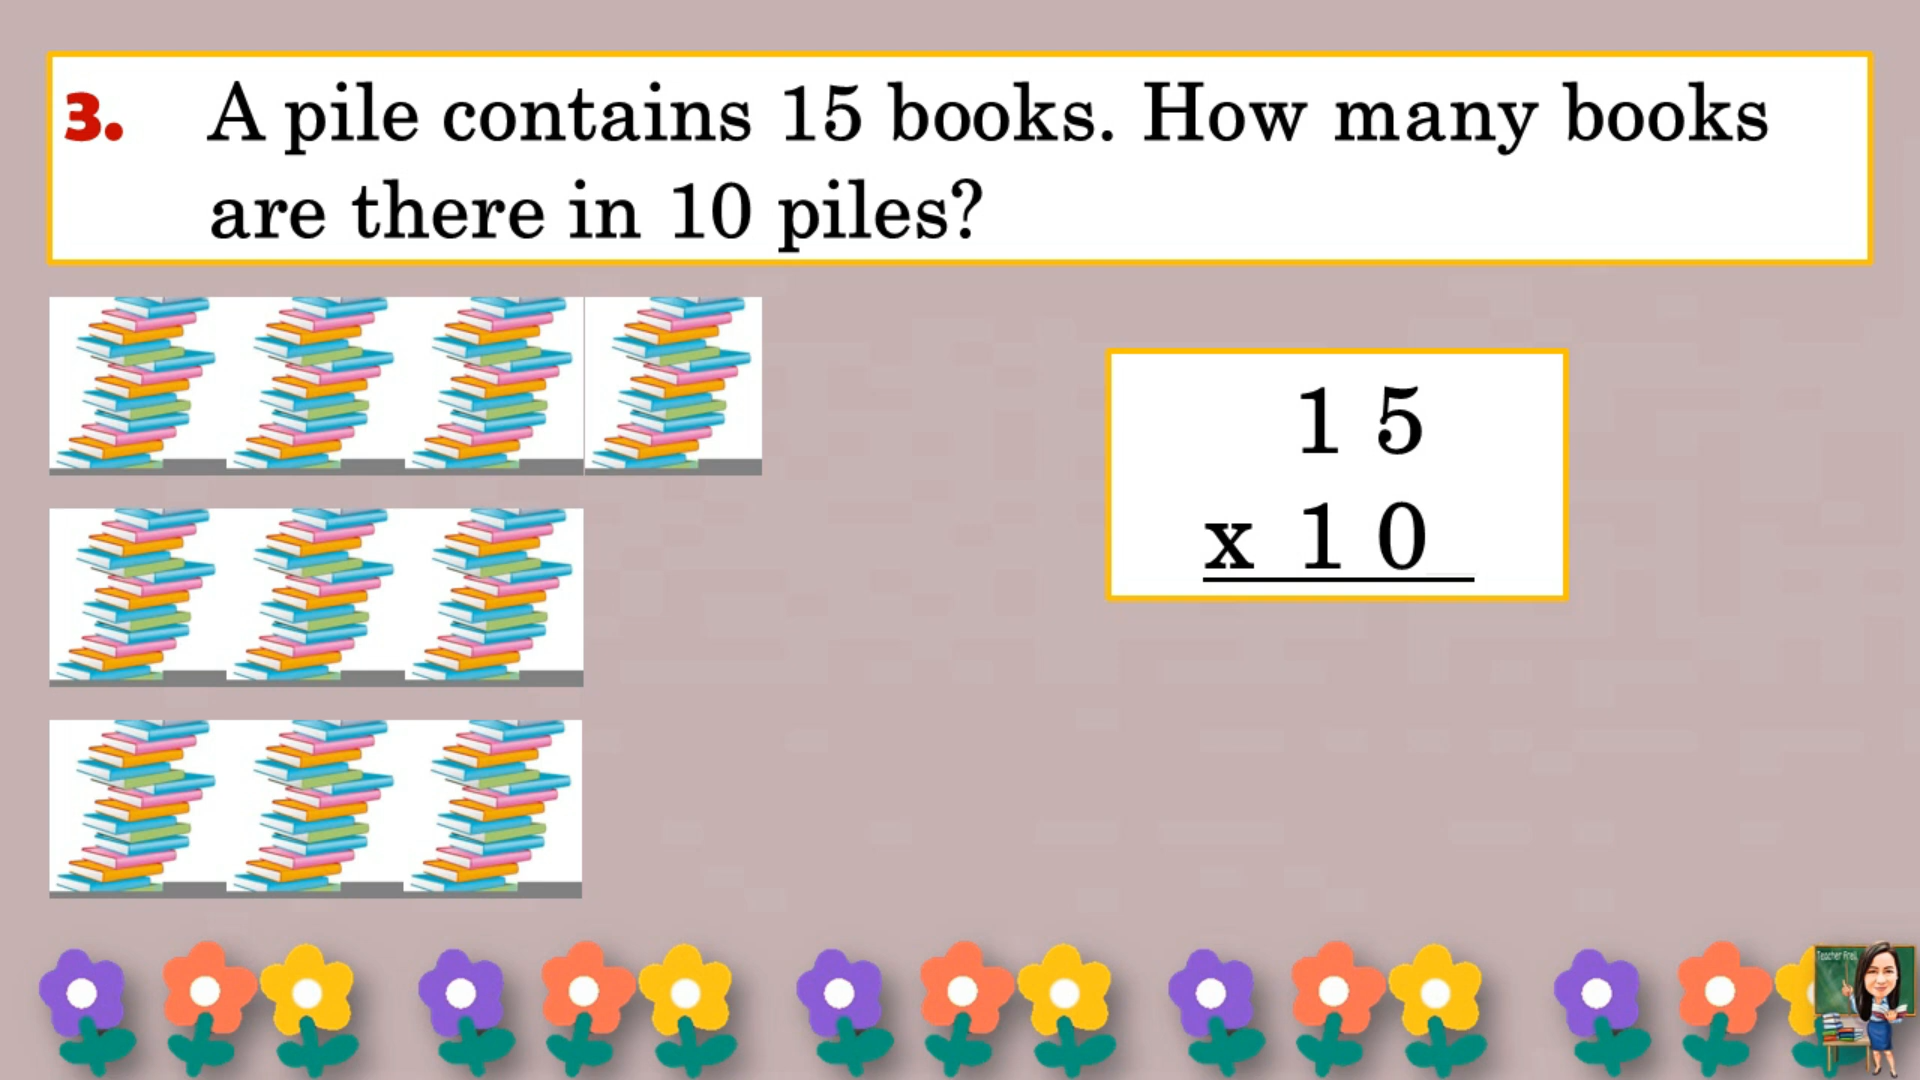 3. A pile contains 15 books. How many books
are there in 10 piles?
1 5
x 1 0